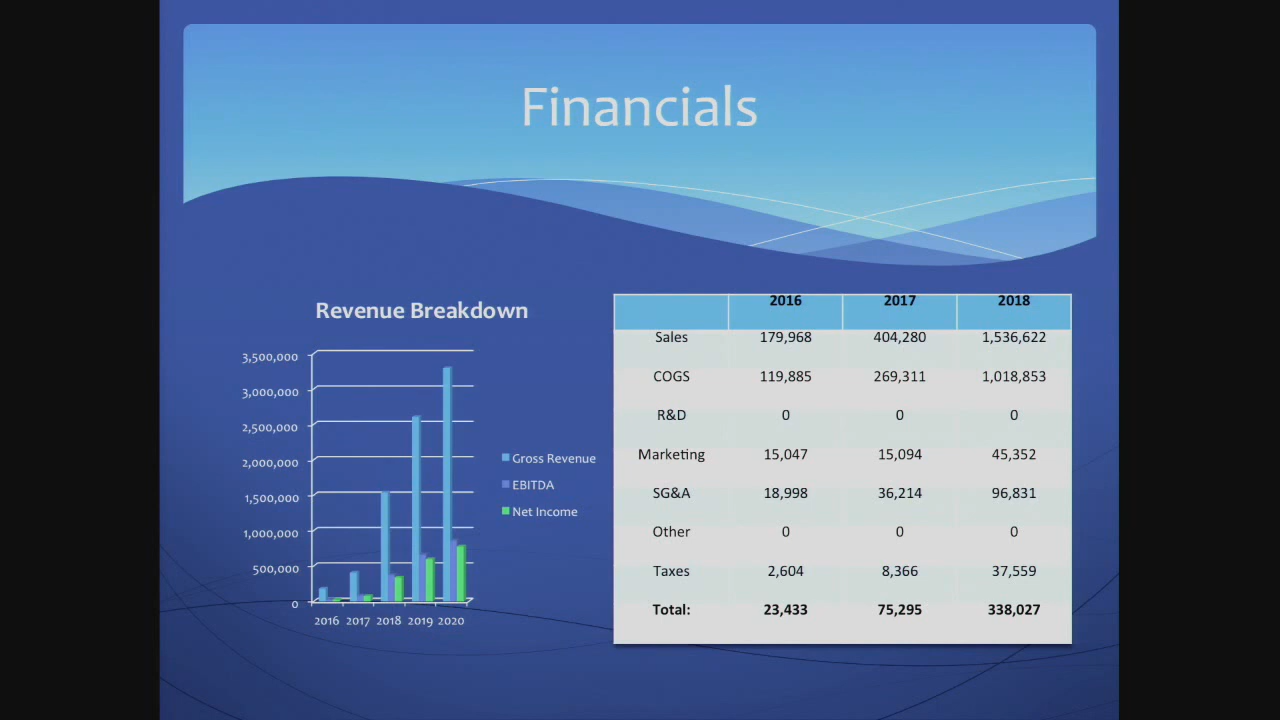 Financials
Revenue Breakdown
3,500,000
3,000,000
2,500,000
2,000,000
1,500,000
1,000,000
500,000
0
2016 2017 2018 2019 2020
Gross Revenue
EBITDA
Net Income
2016 2017 2018
Sales 179,968 404,280 1,536,622
COGS 119,885 269,311 1,018,853
R&D 0 0 0
Marketing 15,047 15,094 45,352
SG&A 18,998 36,214 96,831
Other 0 0 0
Taxes 2,604 8,366 37,559
Total: 23,433 75,295 338,027